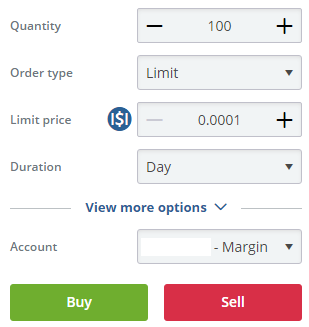 Quantity — 100 +
Order type Limit
Limit price |$| — 0.0001 +
Duration Day
View more options
Account - Margin
Buy Sell